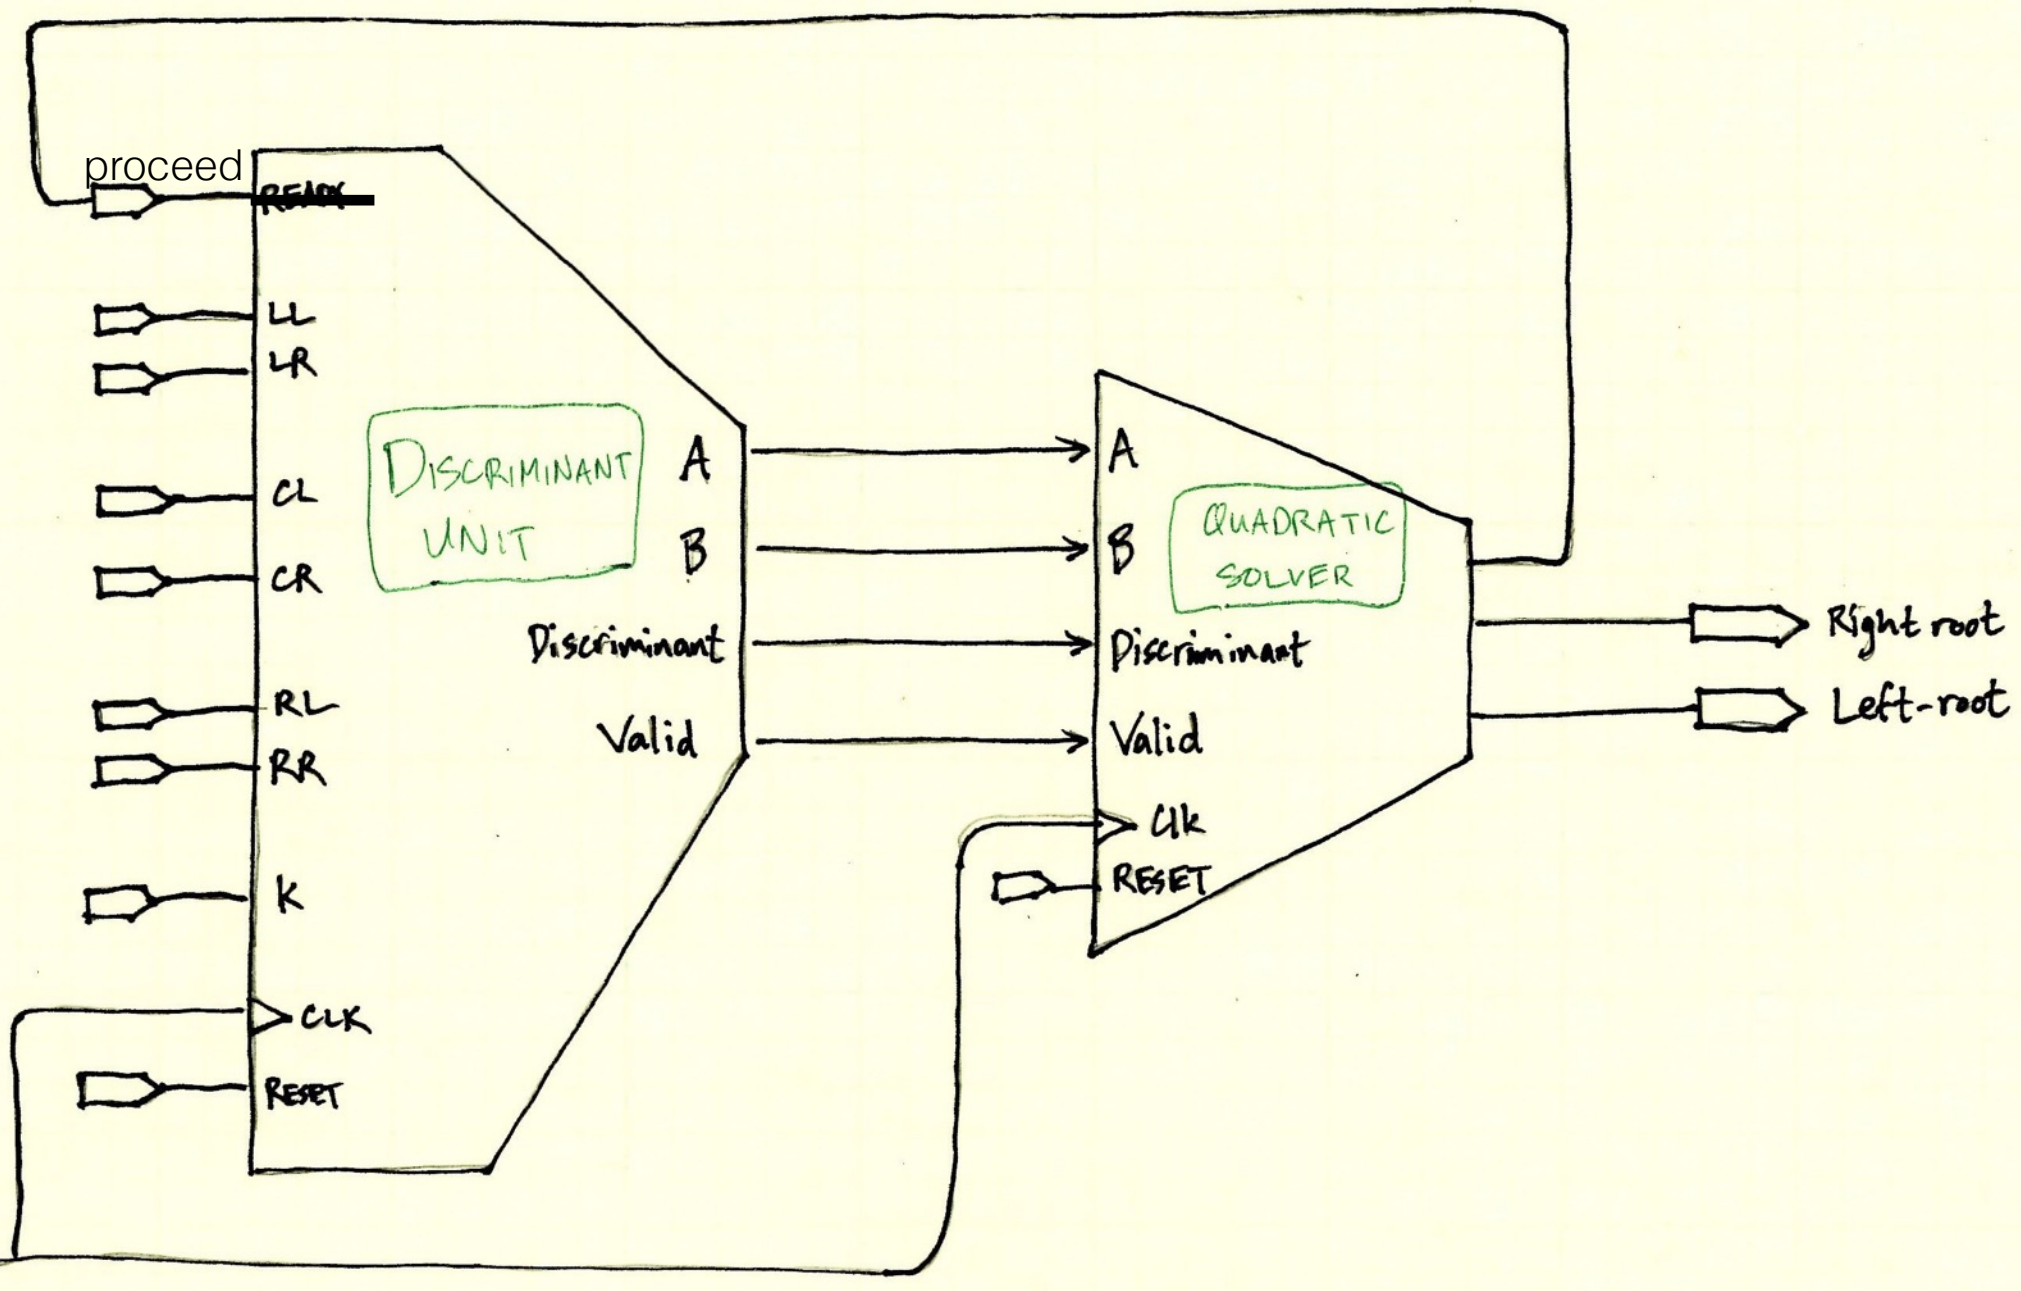 proceed
READY
LL
LR
CL
CR
RL
RR
K
CLK
RESET
DISCRIMINANT
UNIT
A
B
Discriminant
Valid
A
B
Discriminant
Valid
Clk
RESET
QUADRATIC
SOLVER
Right root
Left-root